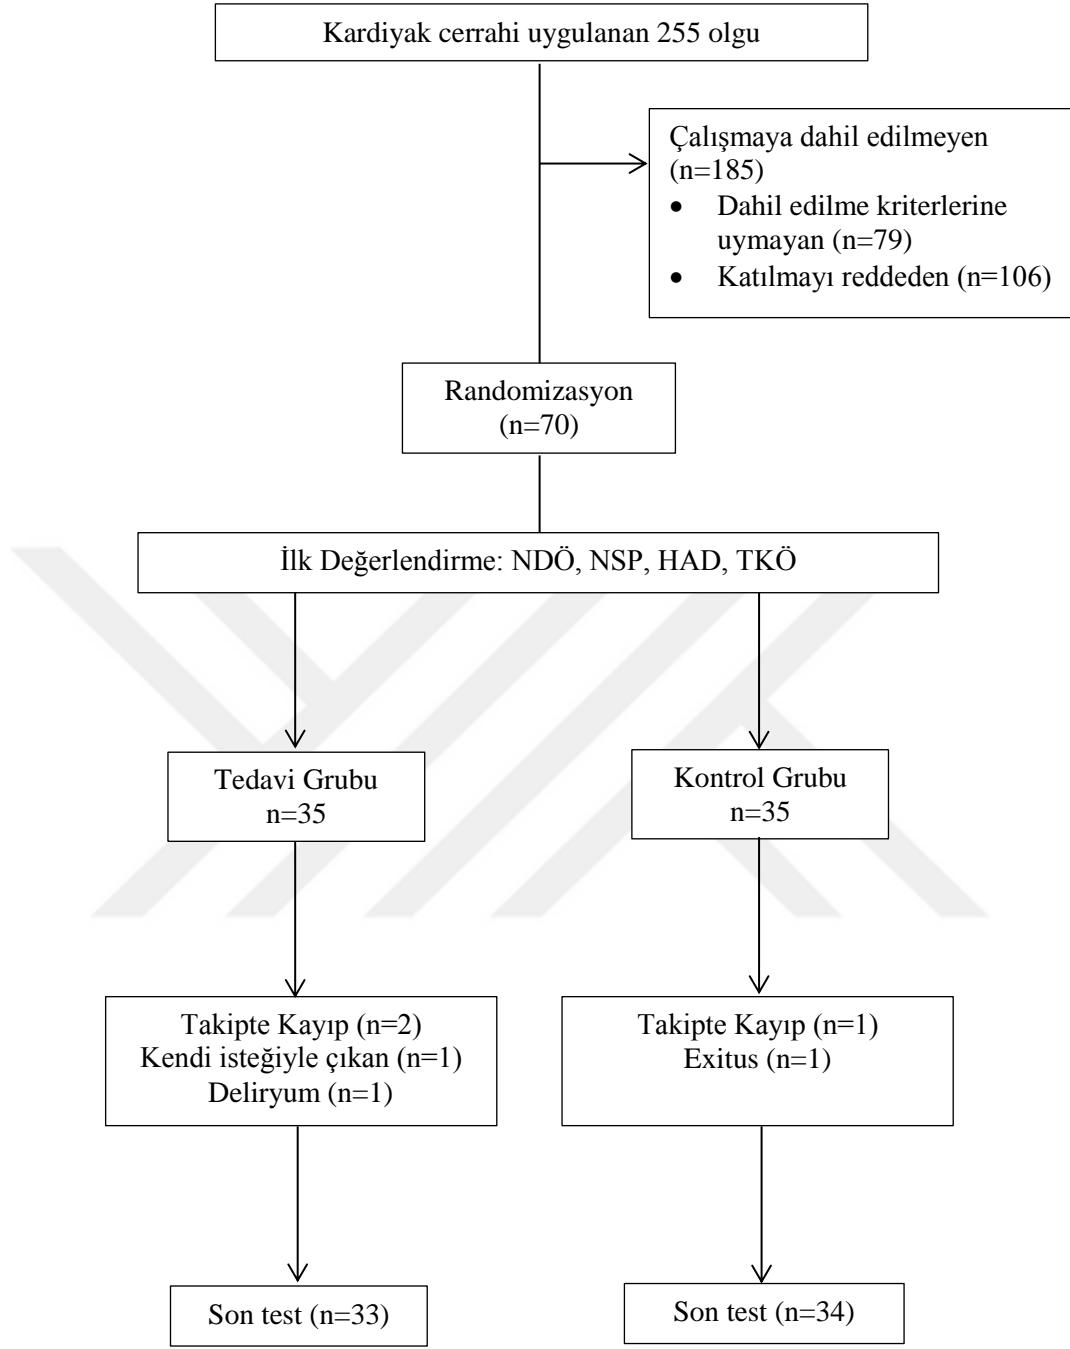 Kardiyak cerrahi uygulanan 255 olgu
Çalışmaya dahil edilmeyen
(n=185)
• Dahil edilme kriterlerine
uymayan (n=79)
• Katılmayı reddeden (n=106)
Randomizasyon
(n=70)
İlk Değerlendirme: NDÖ, NSP, HAD, TKÖ
Tedavi Grubu
n=35
Kontrol Grubu
n=35
Takipte Kayıp (n=2)
Kendi isteğiyle çıkan (n=1)
Deliryum (n=1)
Takipte Kayıp (n=1)
Exitus (n=1)
Son test (n=33)
Son test (n=34)